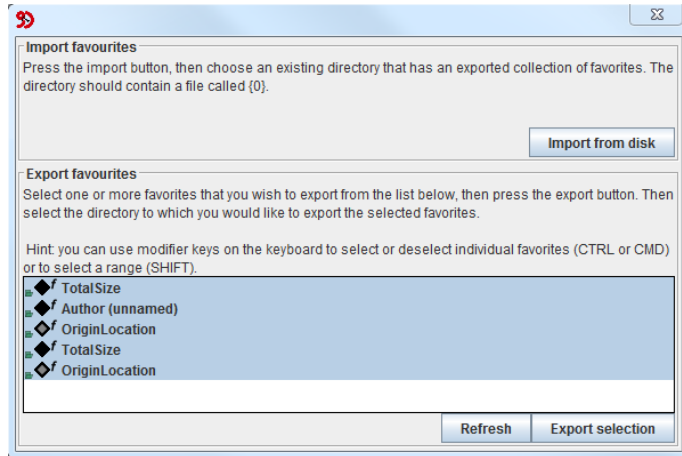 Import favourites
Press the import button, then choose an existing directory that has an exported collection of favorites. The
directory should contain a file called {0}.
Import from disk
Export favourites
Select one or more favorites that you wish to export from the list below, then press the export button. Then
select the directory to which you would like to export the selected favorites.
Hint: you can use modifier keys on the keyboard to select or deselect individual favorites (CTRL or CMD)
or to select a range (SHIFT).
f TotalSize
f Author (unnamed)
f OriginLocation
f TotalSize
f OriginLocation
Refresh Export selection